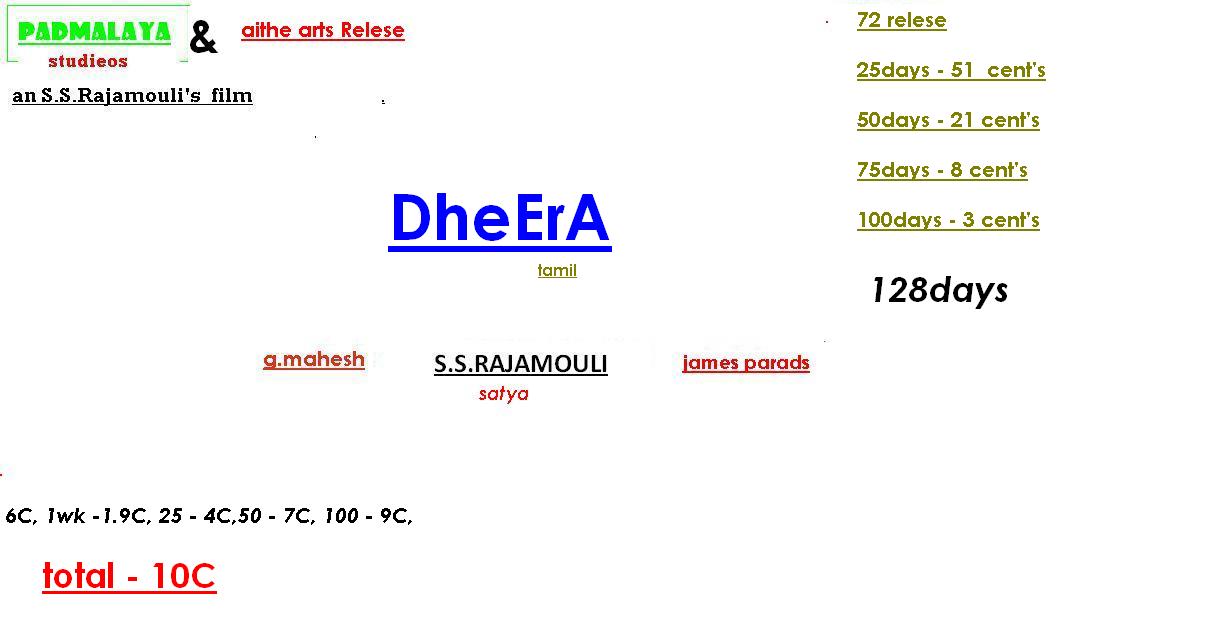 PADMALAYA & aithe arts Relese
studieos
an S.S.Rajamouli's film
DheErA
tamil
g.mahesh S.S.RAJAMOULI james parads
satya
6C, 1wk -1.9C, 25 - 4C,50 - 7C, 100 - 9C,
total - 10C
72 relese
25days - 51 cent's
50days - 21 cent's
75days - 8 cent's
100days - 3 cent's
128days